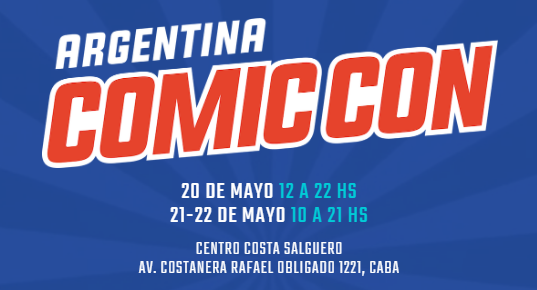 ARGENTINA
COMIC CON
20 DE MAYO 12 A 22 HS
21-22 DE MAYO 10 A 21 HS
CENTRO COSTA SALGUERO
AV. COSTANERA RAFAEL OBLIGADO 1221, CABA